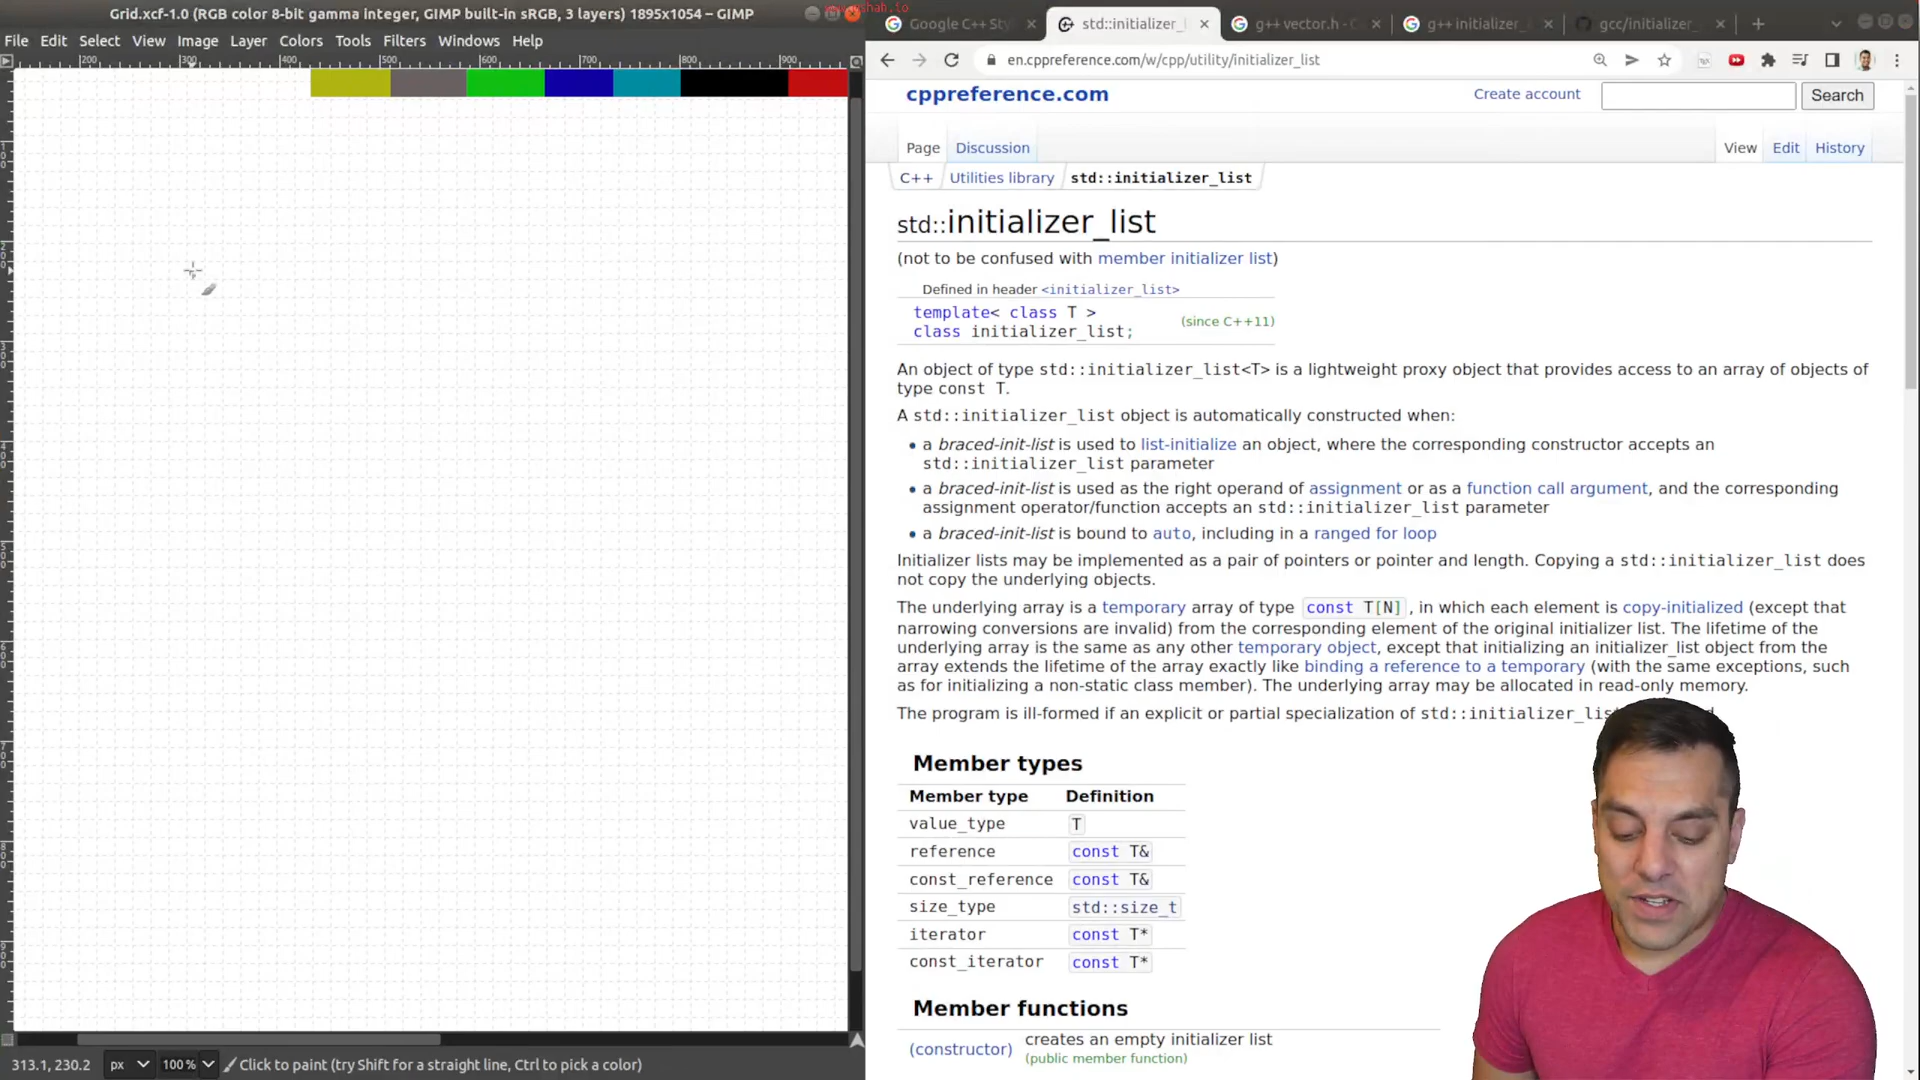 Grid.xcf-1.0 (RGB color 8-bit gamma integer, GIMP built-in sRGB, 3 layers) 1895x1054 – GIMP
File Edit Select View Image Layer Colors Tools Filters Windows Help
200 300 400 500 600 700 800 900
313.1, 230.2 px 100 % Click to paint (try Shift for a straight line, Ctrl to pick a color)
Google C++ Sty
std::initializer_l
g++ vector.h - G
g++ initializer_
gcc/initializer_
en.cppreference.com/w/cpp/utility/initializer_list
cppreference.com
Create account Search
Page Discussion View Edit History
C++ Utilities library std::initializer_list
std::initializer_list
(not to be confused with member initializer list)
Defined in header <initializer_list>
template< class T >
class initializer_list; (since C++11)
An object of type std::initializer_list<T> is a lightweight proxy object that provides access to an array of objects of
type const T.
A std::initializer_list object is automatically constructed when:
• a braced-init-list is used to list-initialize an object, where the corresponding constructor accepts an
std::initializer_list parameter
• a braced-init-list is used as the right operand of assignment or as a function call argument, and the corresponding
assignment operator/function accepts an std::initializer_list parameter
• a braced-init-list is bound to auto, including in a ranged for loop
Initializer lists may be implemented as a pair of pointers or pointer and length. Copying a std::initializer_list does
not copy the underlying objects.
The underlying array is a temporary array of type const T[N], in which each element is copy-initialized (except that
narrowing conversions are invalid) from the corresponding element of the original initializer list. The lifetime of the
underlying array is the same as any other temporary object, except that initializing an initializer_list object from the
array extends the lifetime of the array exactly like binding a reference to a temporary (with the same exceptions, such
as for initializing a non-static class member). The underlying array may be allocated in read-only memory.
The program is ill-formed if an explicit or partial specialization of std::initializer_lis
Member types
Member type Definition
value_type T
reference const T&
const_reference const T&
size_type std::size_t
iterator const T*
const_iterator const T*
Member functions
(constructor) creates an empty initializer list
(public member function)